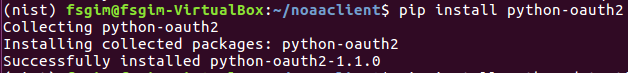 (nist) fsgim@fsgim-VirtualBox:~/noaaclient$ pip install python-oauth2
Collecting python-oauth2
Installing collected packages: python-oauth2
Successfully installed python-oauth2-1.1.0